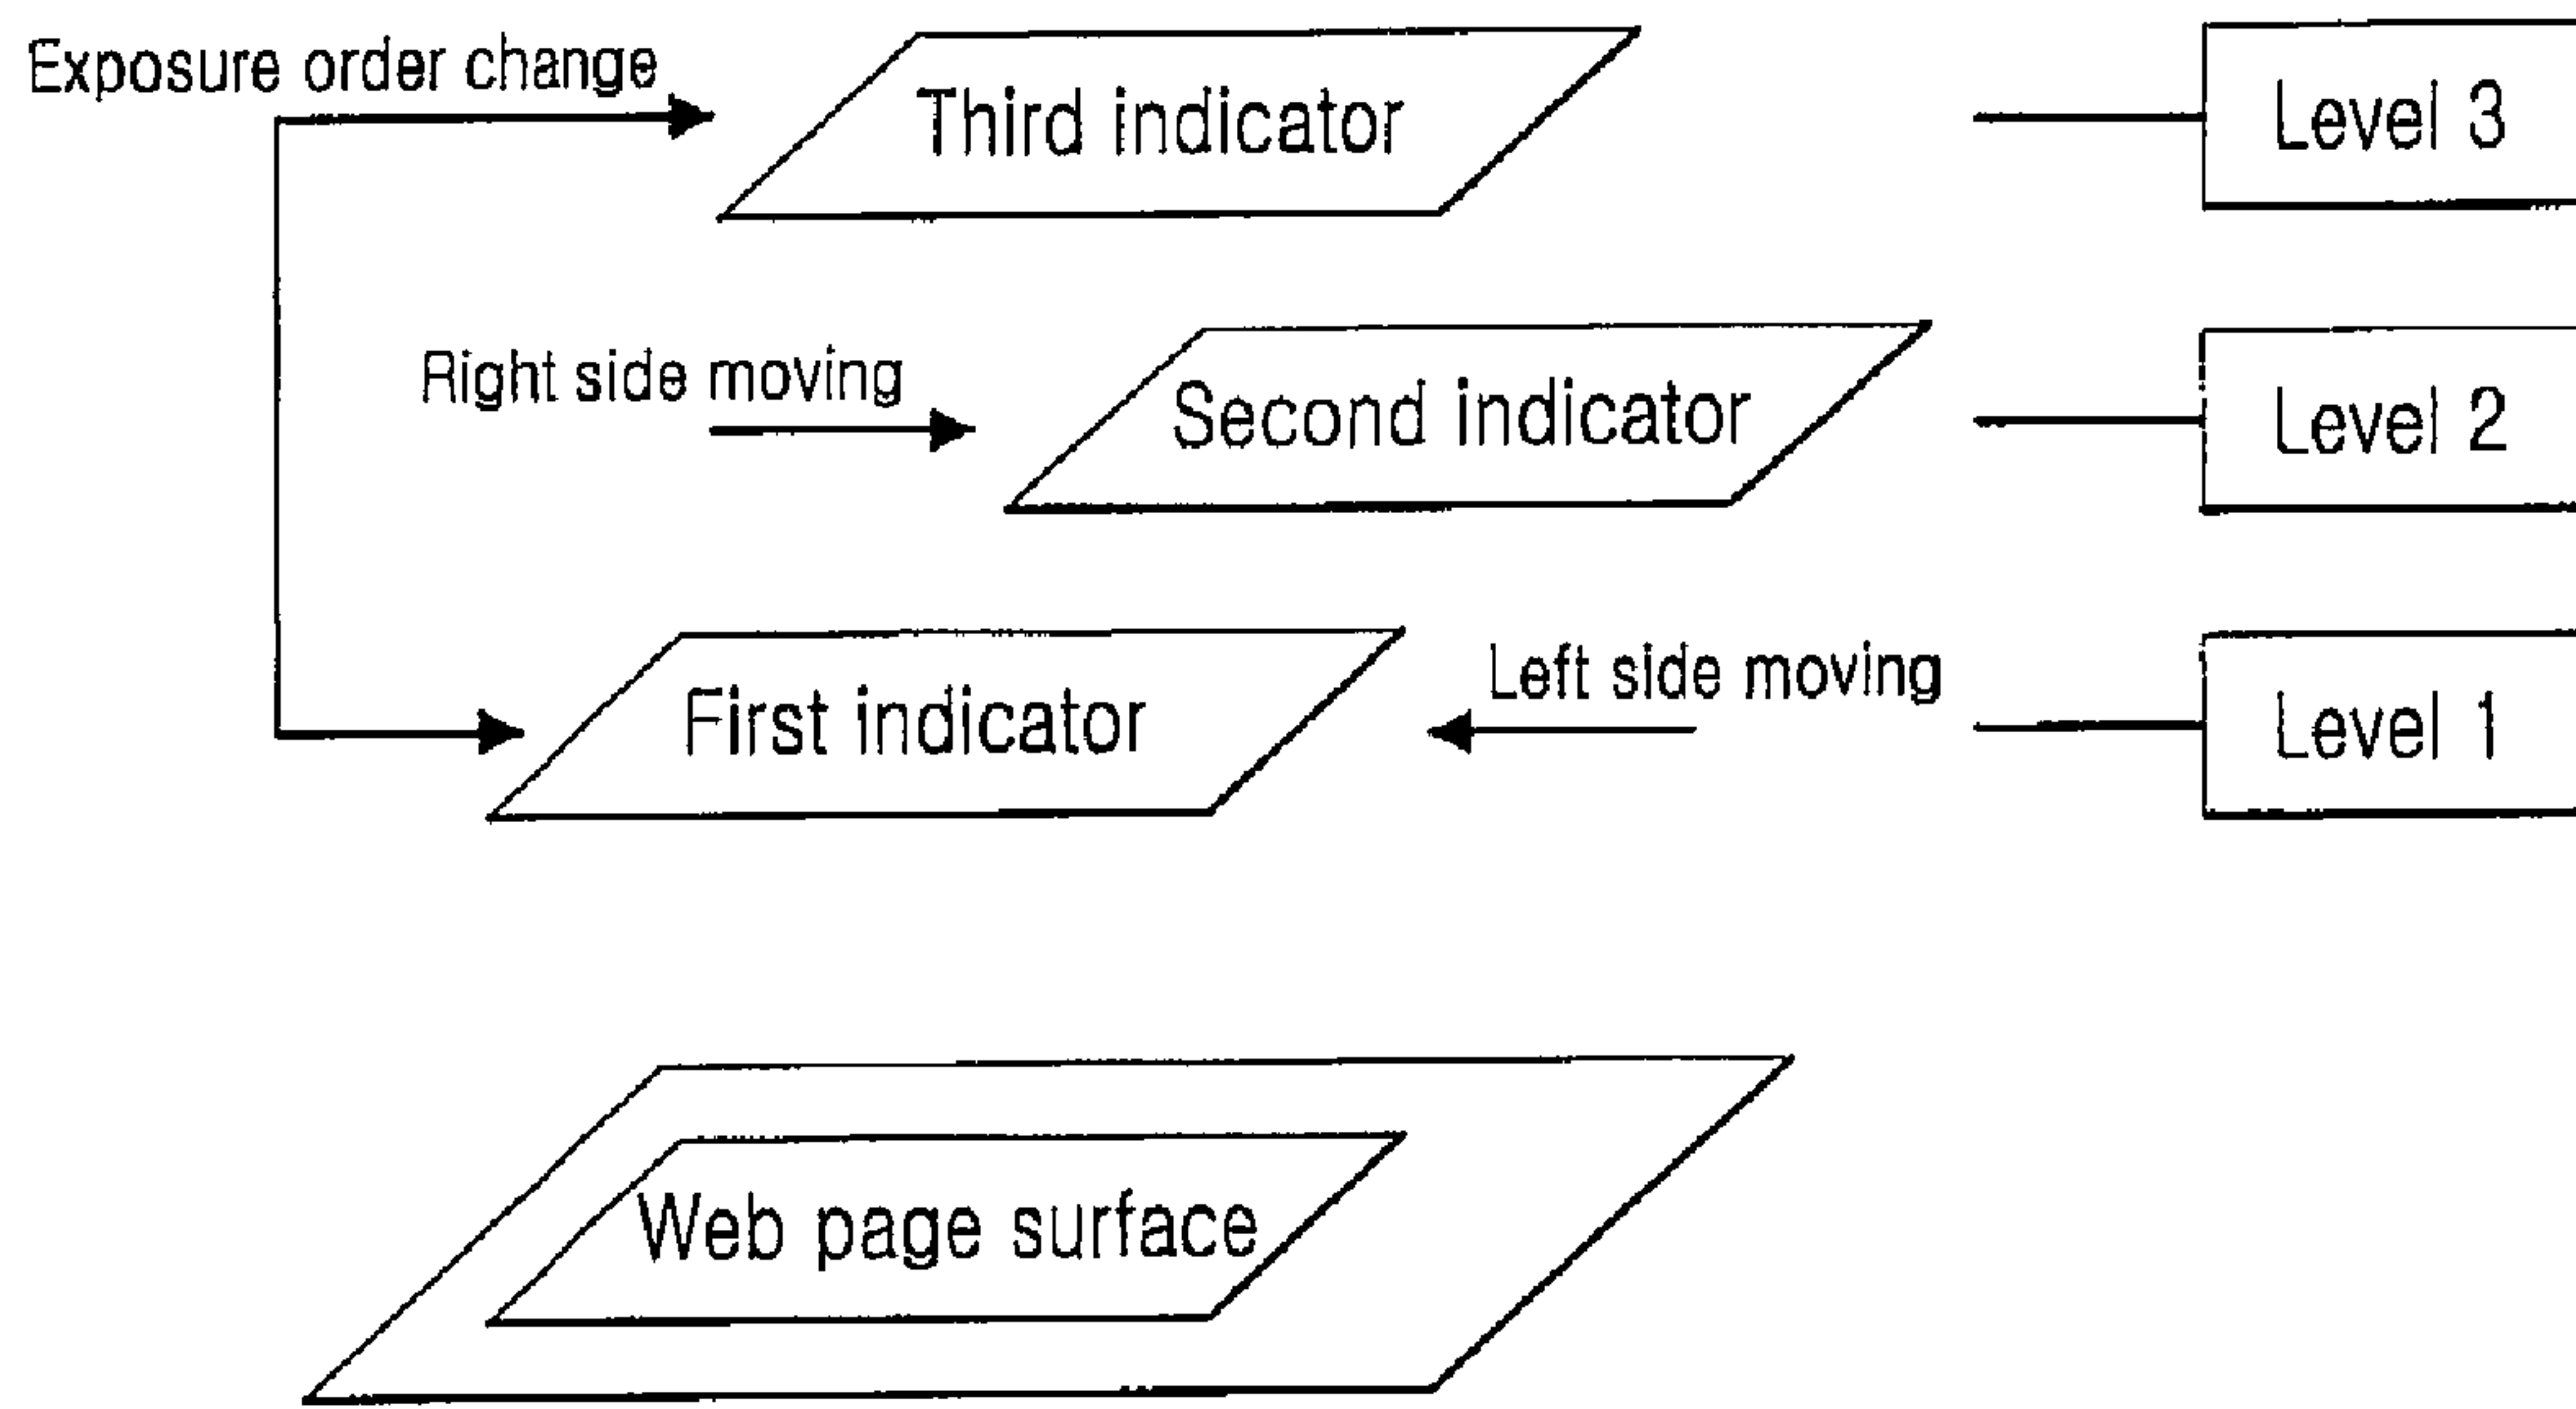 Exposure order change
Third indicator
Level 3
Right side moving
Second indicator
Level 2
First indicator
Left side moving
Level 1
Web page surface